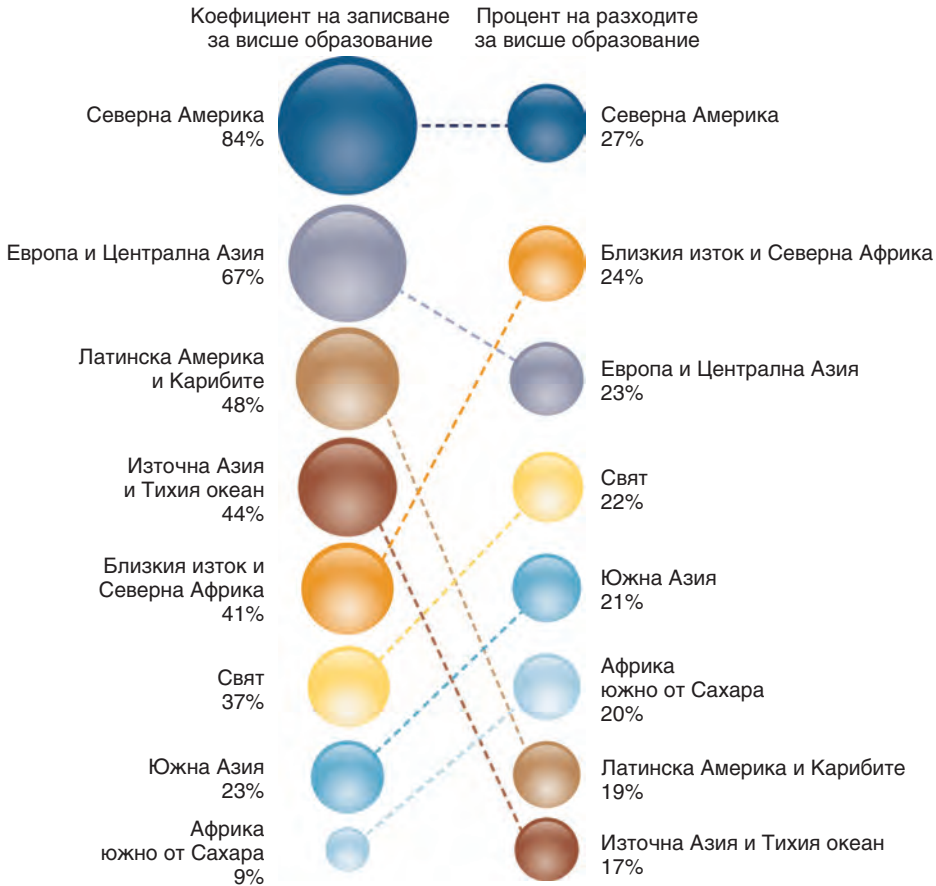 Коефициент на записване
за висше образование
Процент на разходите
за висше образование
Северна Америка
84%
Европа и Централна Азия
67%
Латинска Америка
и Карибите
48%
Източна Азия
и Тихия океан
44%
Близкия изток и
Северна Африка
41%
Свят
37%
Южна Азия
23%
Африка
южно от Сахара
9%
Северна Америка
27%
Близкия изток и Северна Африка
24%
Европа и Централна Азия
23%
Свят
22%
Южна Азия
21%
Африка
южно от Сахара
20%
Латинска Америка и Карибите
19%
Източна Азия и Тихия океан
17%